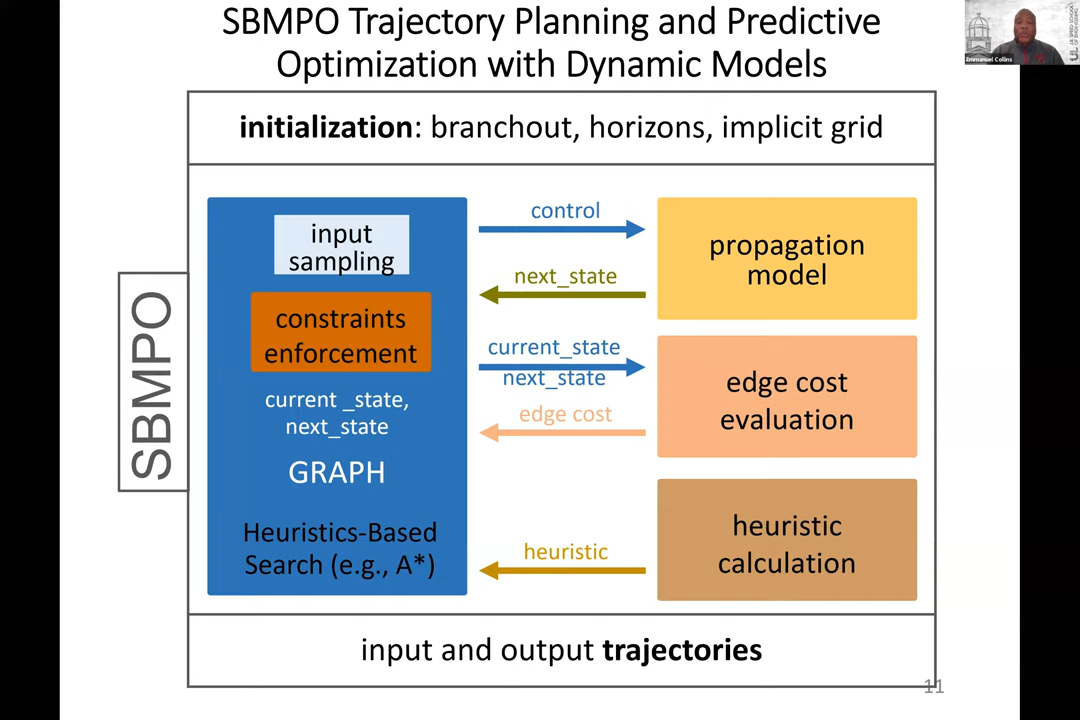 SBMPO Trajectory Planning and Predictive
Optimization with Dynamic Models
Emmanuel Collins
initialization: branchout, horizons, implicit grid
SBMPO
input
sampling
constraints
enforcement
current _state,
next_state
GRAPH
Heuristics-Based
Search (e.g., A*)
control
next_state
current_state
next_state
edge cost
heuristic
propagation
model
edge cost
evaluation
heuristic
calculation
input and output trajectories
11